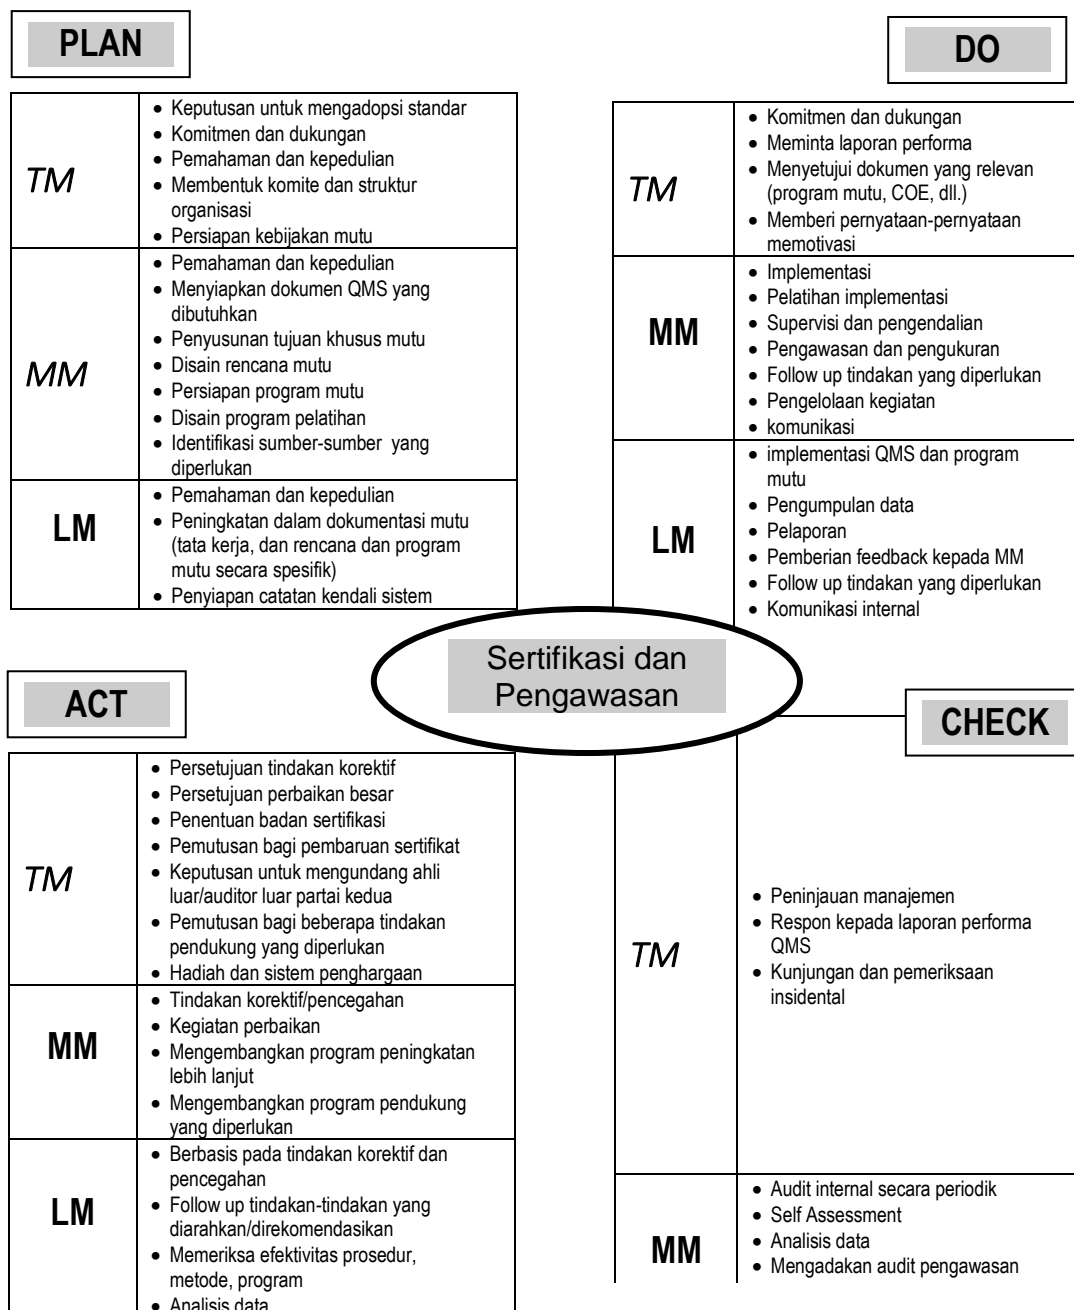 PLAN
TM
• Keputusan untuk mengadopsi standar
• Komitmen dan dukungan
• Pemahaman dan kepedulian
• Membentuk komite dan struktur
organisasi
• Persiapan kebijakan mutu
MM
• Pemahaman dan kepedulian
• Menyiapkan dokumen QMS yang
dibutuhkan
• Penyusunan tujuan khusus mutu
• Disain rencana mutu
• Persiapan program mutu
• Disain program pelatihan
• Identifikasi sumber-sumber yang
diperlukan
LM
• Pemahaman dan kepedulian
• Peningkatan dalam dokumentasi mutu
(tata kerja, dan rencana dan program
mutu secara spesifik)
• Penyiapan catatan kendali sistem
DO
TM
• Komitmen dan dukungan
• Meminta laporan performa
• Menyetujui dokumen yang relevan
(program mutu, COE, dll.)
• Memberi pernyataan-pernyataan
memotivasi
MM
• Implementasi
• Pelatihan implementasi
• Supervisi dan pengendalian
• Pengawasan dan pengukuran
• Follow up tindakan yang diperlukan
• Pengelolaan kegiatan
• komunikasi
LM
• implementasi QMS dan program
mutu
• Pengumpulan data
• Pelaporan
• Pemberian feedback kepada MM
• Follow up tindakan yang diperlukan
• Komunikasi internal
Sertifikasi dan
Pengawasan
ACT
TM
• Persetujuan tindakan korektif
• Persetujuan perbaikan besar
• Penentuan badan sertifikasi
• Pemutusan bagi pembaruan sertifikat
• Keputusan untuk mengundang ahli
luar/auditor luar partai kedua
• Pemutusan bagi beberapa tindakan
pendukung yang diperlukan
• Hadiah dan sistem penghargaan
MM
• Tindakan korektif/pencegahan
• Kegiatan perbaikan
• Mengembangkan program peningkatan
lebih lanjut
• Mengembangkan program pendukung
yang diperlukan
LM
• Berbasis pada tindakan korektif dan
pencegahan
• Follow up tindakan-tindakan yang
diarahkan/direkomendasikan
• Memeriksa efektivitas prosedur,
metode, program
• Analisis data
CHECK
TM
• Peninjauan manajemen
• Respon kepada laporan performa
QMS
• Kunjungan dan pemeriksaan
insidental
MM
• Audit internal secara periodik
• Self Assessment
• Analisis data
• Mengadakan audit pengawasan